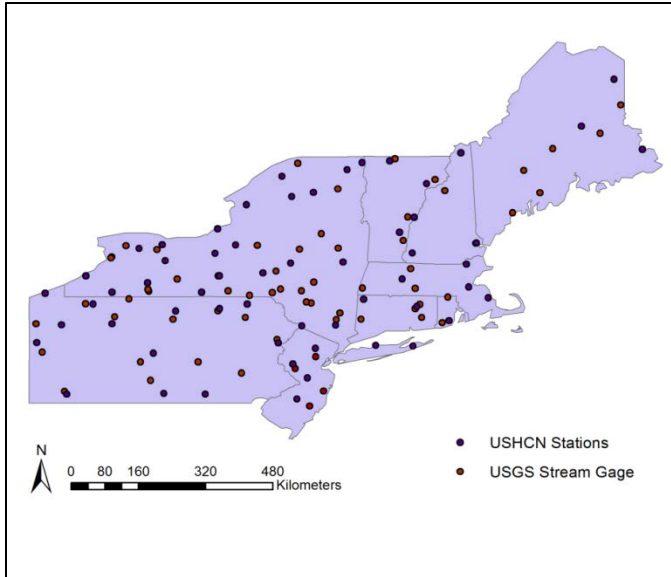 USHCN Stations
N
USGS Stream Gage
0 80 160 320 480
Kilometers